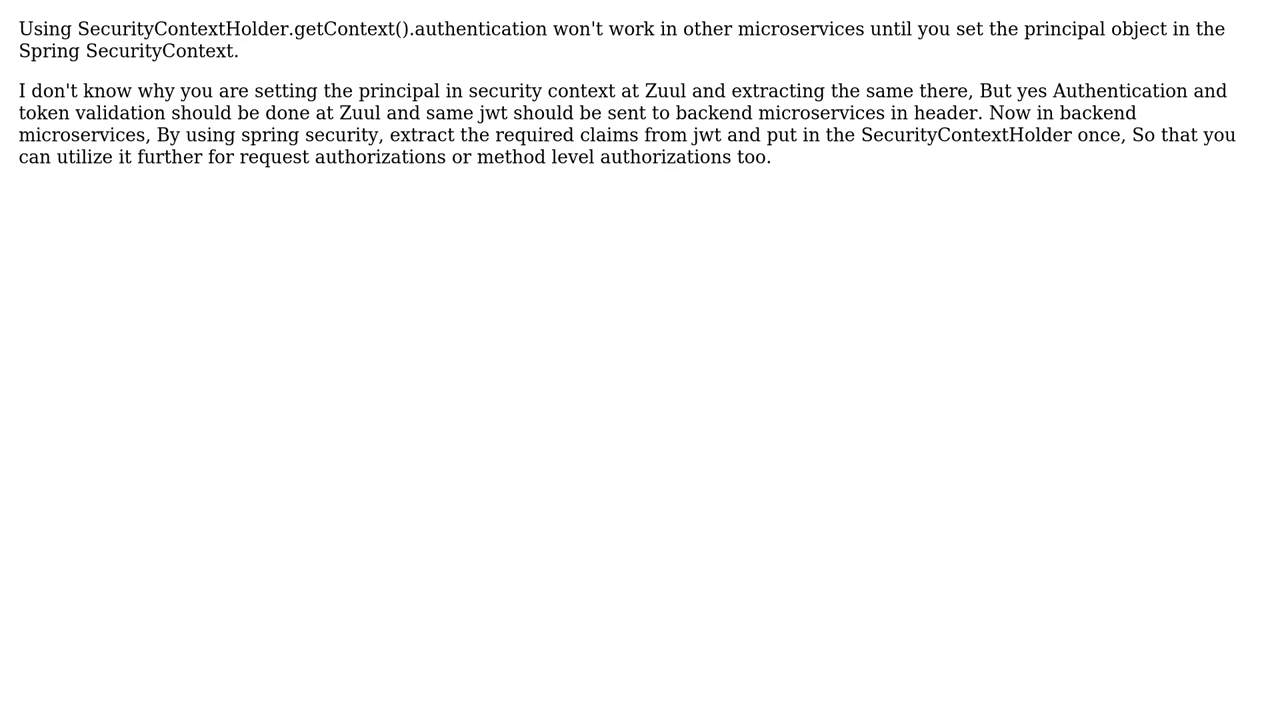 Using SecurityContextHolder.getContext().authentication won't work in other microservices until you set the principal object in the
Spring SecurityContext.
I don't know why you are setting the principal in security context at Zuul and extracting the same there, But yes Authentication and
token validation should be done at Zuul and same jwt should be sent to backend microservices in header. Now in backend
microservices, By using spring security, extract the required claims from jwt and put in the SecurityContextHolder once, So that you
can utilize it further for request authorizations or method level authorizations too.